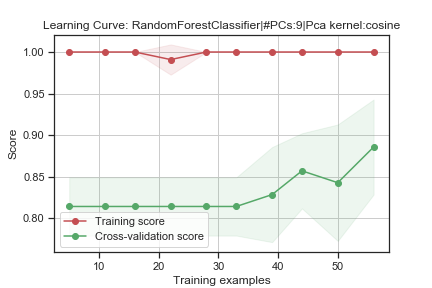 Learning Curve: RandomForestClassifier|#PCs:9|Pca kernel:cosine
1.00
0.95
0.90
0.85
0.80
Score
Training score
Cross-validation score
10
20
30
40
50
Training examples